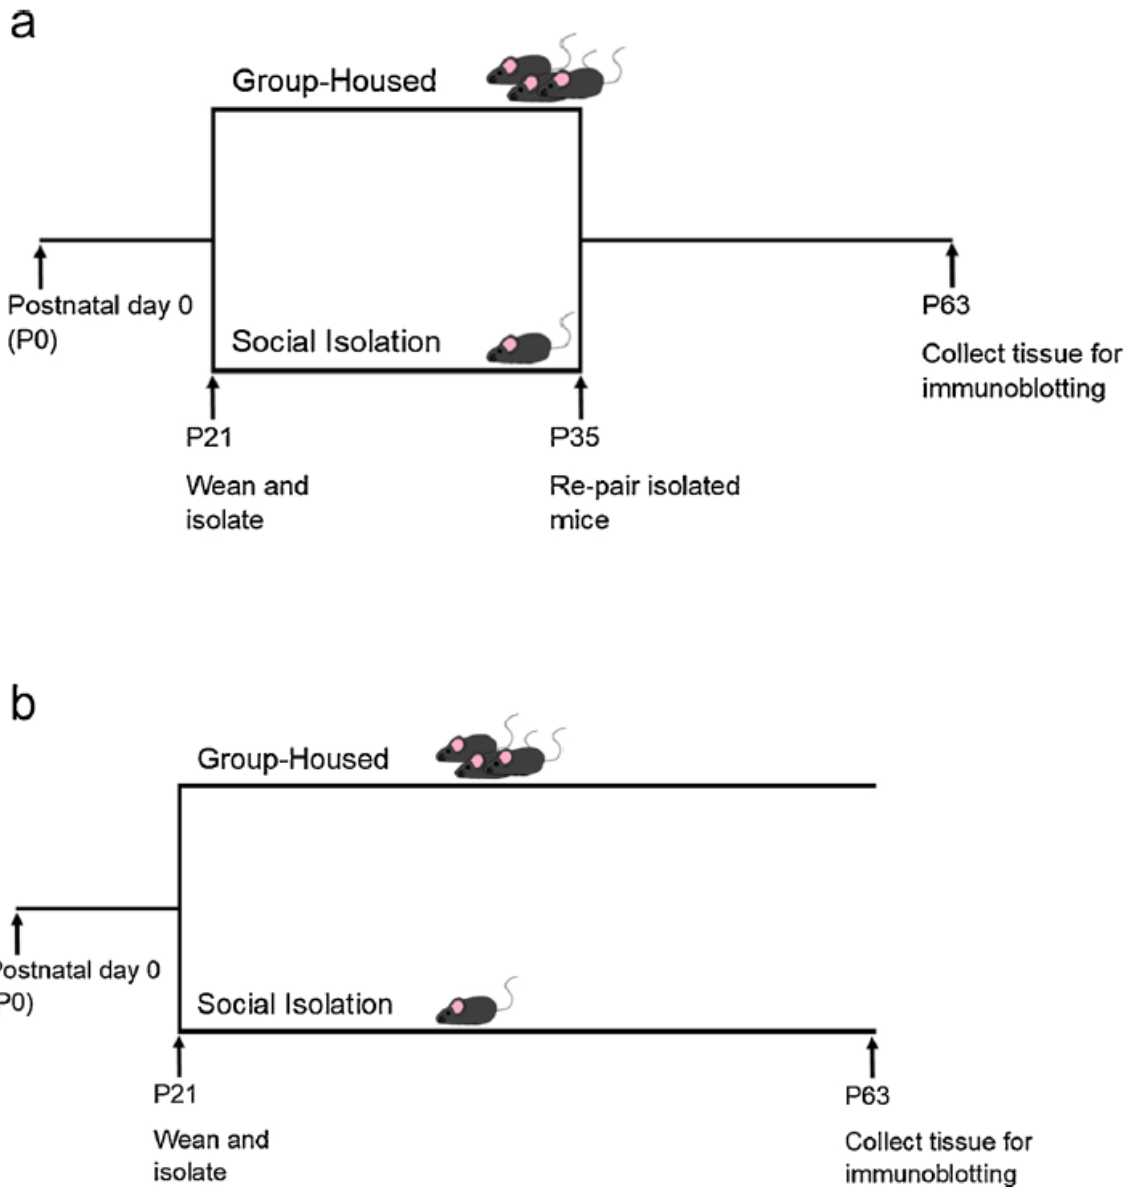 a
Group-Housed
Postnatal day 0
(P0)
P63
Social Isolation
Collect tissue for
immunoblotting
P21
P35
Wean and
isolate
Re-pair isolated
mice
b
Group-Housed
ostnatal day 0
P0)
Social Isolation
P21
P63
Wean and
isolate
Collect tissue for
immunoblotting